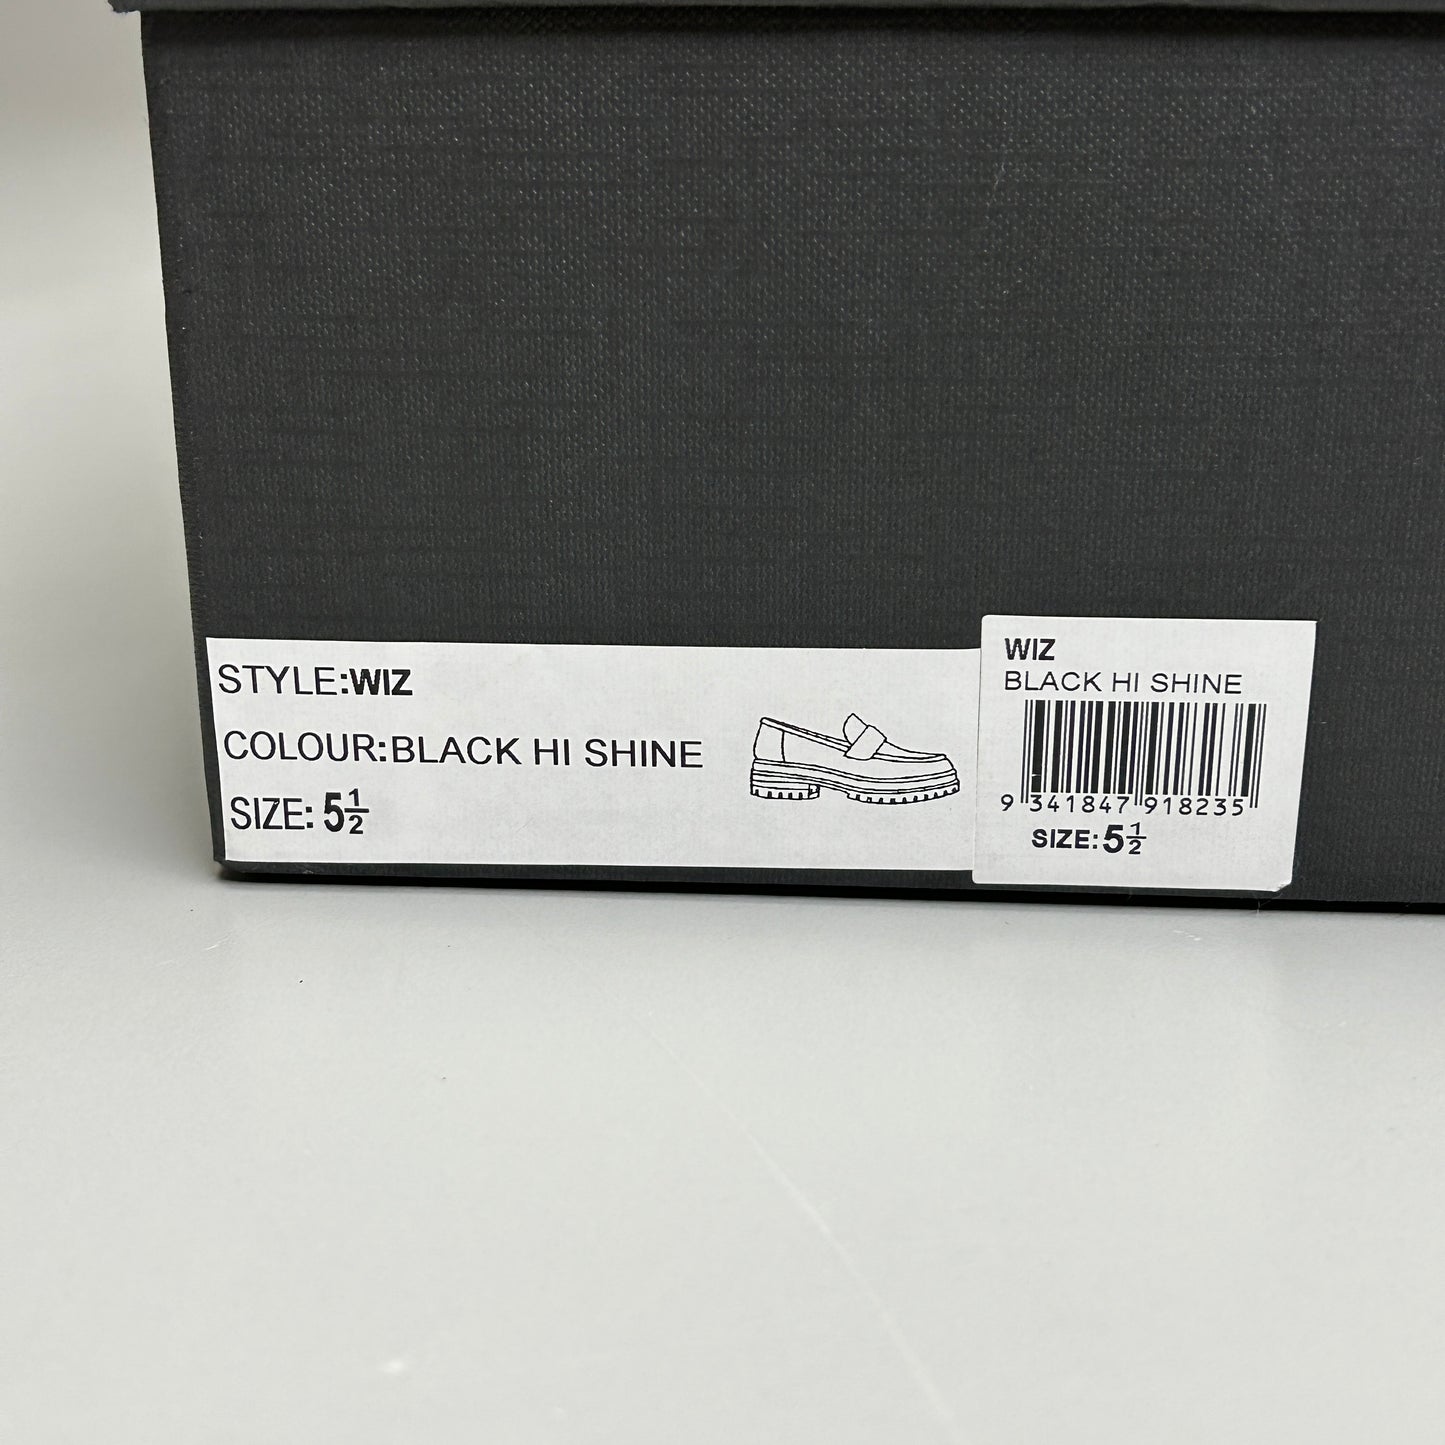 STYLE:WIZ
COLOUR:BLACK HI SHINE
SIZE: 5½
WIZ
BLACK HI SHINE
9 341847 918235
SIZE:5½